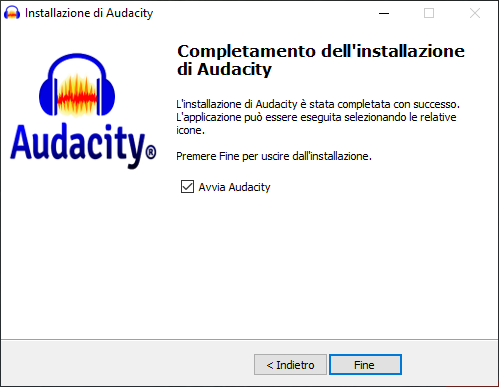 Installazione di Audacity
Completamento dell'installazione
di Audacity
Audacity®
L'installazione di Audacity è stata completata con successo.
L'applicazione può essere eseguita selezionando le relative
icone.
Premere Fine per uscire dall'installazione.
Avvia Audacity
< Indietro
Fine